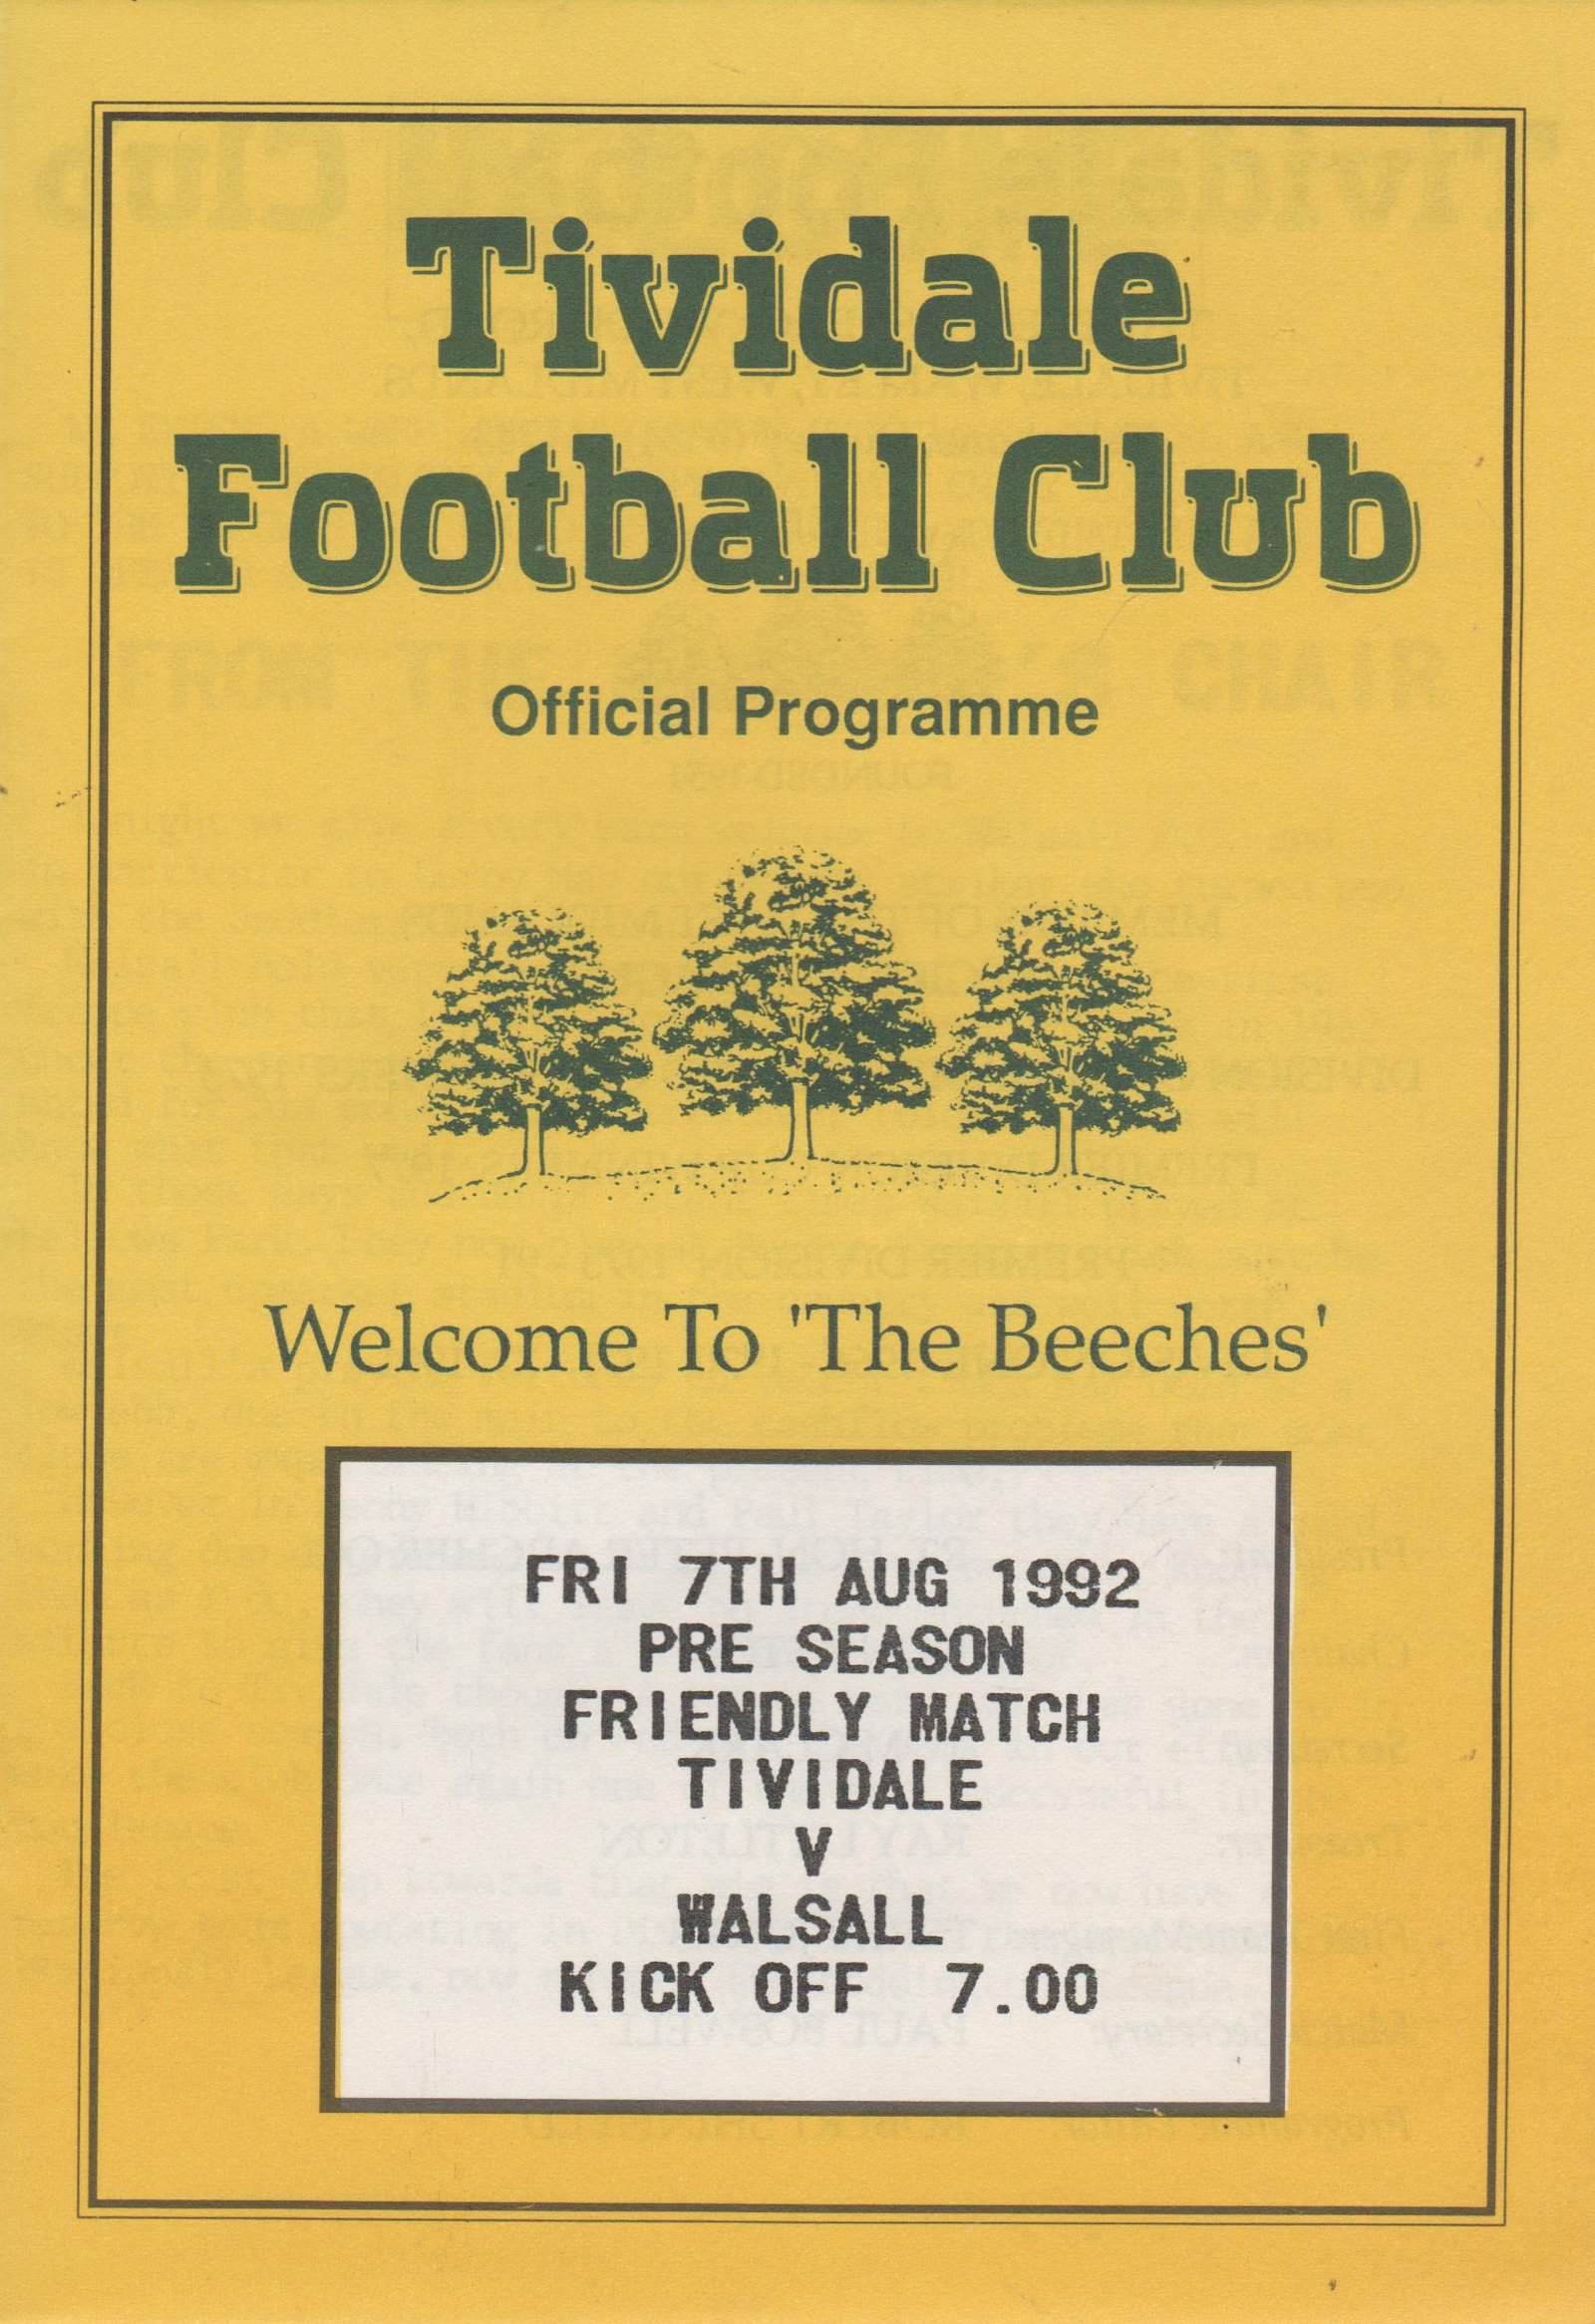 Tividale
Football Club
Official Programme
Welcome To 'The Beeches'
FRI 7TH AUG 1992
PRE SEASON
FRIENDLY MATCH
TIVIDALE
V
WALSALL
KICK OFF 7.00